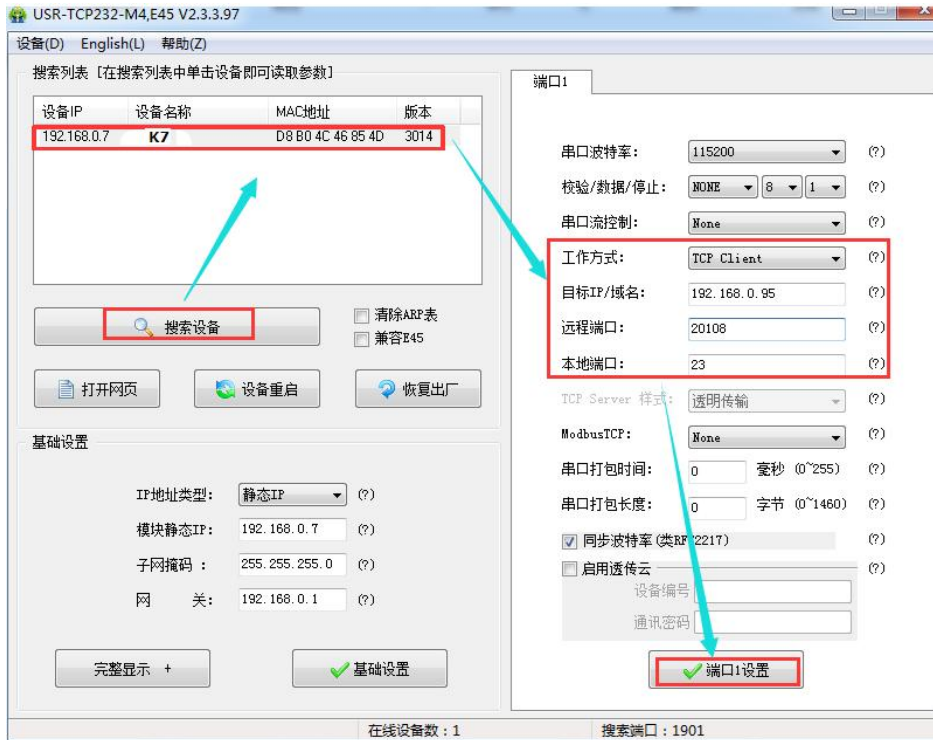 USR-TCP232-M4,E45 V2.3.3.97
设备(D) English(L) 帮助(Z)
搜索列表 [在搜索列表中单击设备即可读取参数]
设备IP 设备名称 MAC地址 版本
192.168.0.7 K7 D8 B0 4C 46 85 4D 3014
搜索设备
清除ARP表
兼容E45
打开网页 设备重启 恢复出厂
基础设置
IP地址类型: 静态IP (?)
模块静态IP: 192.168.0.7 (?)
子网掩码 : 255.255.255.0 (?)
网 关: 192.168.0.1 (?)
完整显示 + 基础设置
端口1
串口波特率: 115200 (?)
校验/数据/停止: NONE 8 1 (?)
串口流控制: None (?)
工作方式: TCP Client (?)
目标IP/域名: 192.168.0.95 (?)
远程端口: 20108 (?)
本地端口: 23 (?)
TCP Server 样式: 透明传输 (?)
ModbusTCP: None (?)
串口打包时间: 0 毫秒 (0~255) (?)
串口打包长度: 0 字节 (0~1460) (?)
同步波特率(类RFC2217) (?)
启用透传云 (?)
设备编号
通讯密码
端口1设置
在线设备数:1 搜索端口:1901